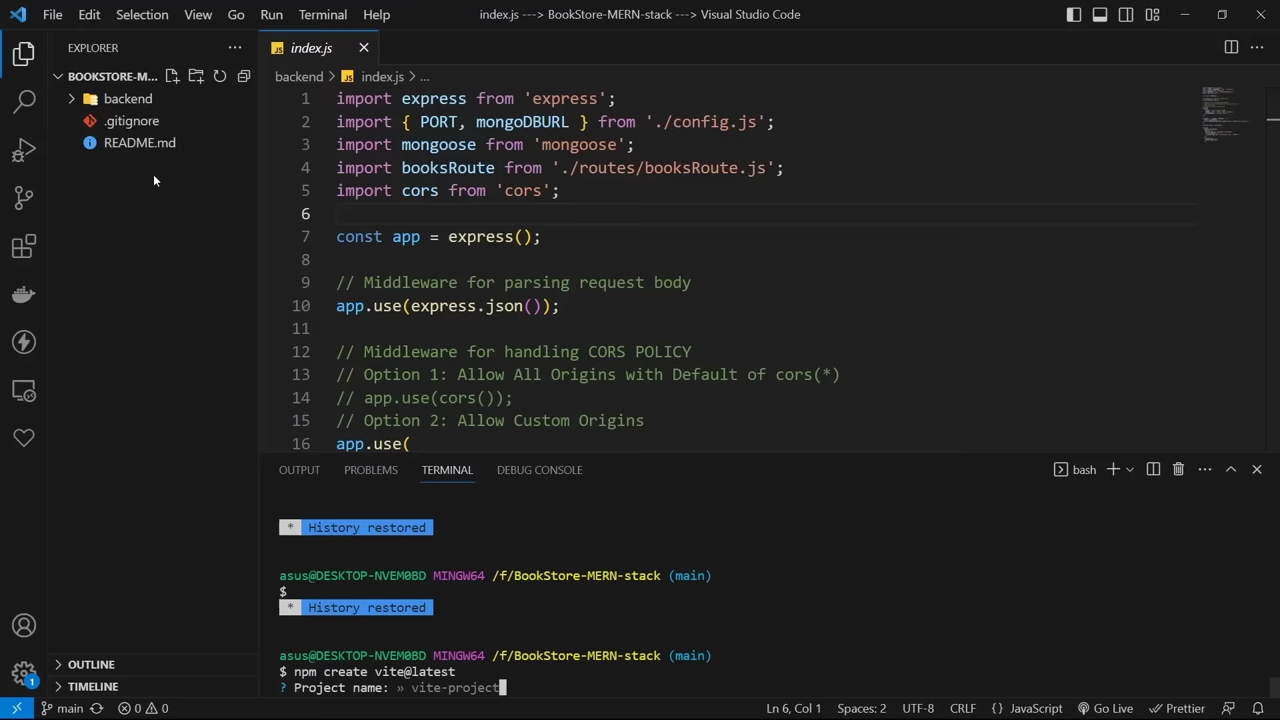 File Edit Selection View Go Run Terminal Help index.js ---> BookStore-MERN-stack ---> Visual Studio Code
EXPLORER
BOOKSTORE-M...
backend
.gitignore
README.md
OUTLINE
TIMELINE
JS index.js
backend > JS index.js > ...
1 import express from 'express';
2 import { PORT, mongoDBURL } from './config.js';
3 import mongoose from 'mongoose';
4 import booksRoute from './routes/booksRoute.js';
5 import cors from 'cors';
6
7 const app = express();
8
9 // Middleware for parsing request body
10 app.use(express.json());
11
12 // Middleware for handling CORS POLICY
13 // Option 1: Allow All Origins with Default of cors(*)
14 // app.use(cors());
15 // Option 2: Allow Custom Origins
16 app.use(
OUTPUT PROBLEMS TERMINAL DEBUG CONSOLE bash
* History restored
asus@DESKTOP-NVEM0BD MINGW64 /f/BookStore-MERN-stack (main)
$
* History restored
asus@DESKTOP-NVEM0BD MINGW64 /f/BookStore-MERN-stack (main)
$ npm create vite@latest
? Project name: » vite-project
1
main 0 0 Ln 6, Col 1 Spaces: 2 UTF-8 CRLF {} JavaScript Go Live Prettier